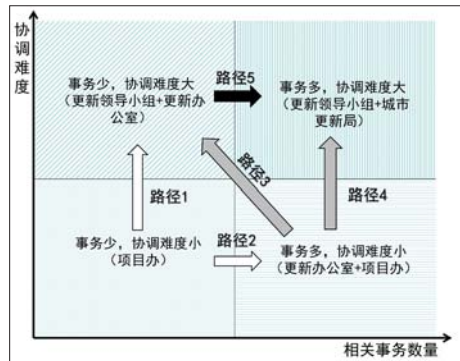 协调难度
事务少，协调难度大
（更新领导小组+更新办
公室）
路径5
事务多，协调难度大
（更新领导小组+城市
更新局）
路径1
路径3
路径4
事务少，协调难度小
（项目办）
路径2
事务多，协调难度小
（更新办公室+项目办）
相关事务数量